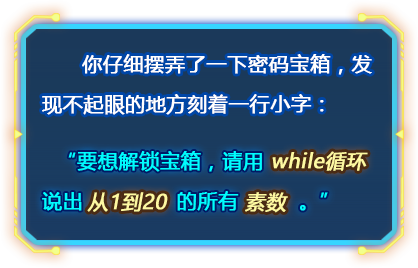 你仔细摆弄了一下密码宝箱，发
现不起眼的地方刻着一行小字：
“要想解锁宝箱，请用 while循环
说出 从1到20 的所有 素数 。”